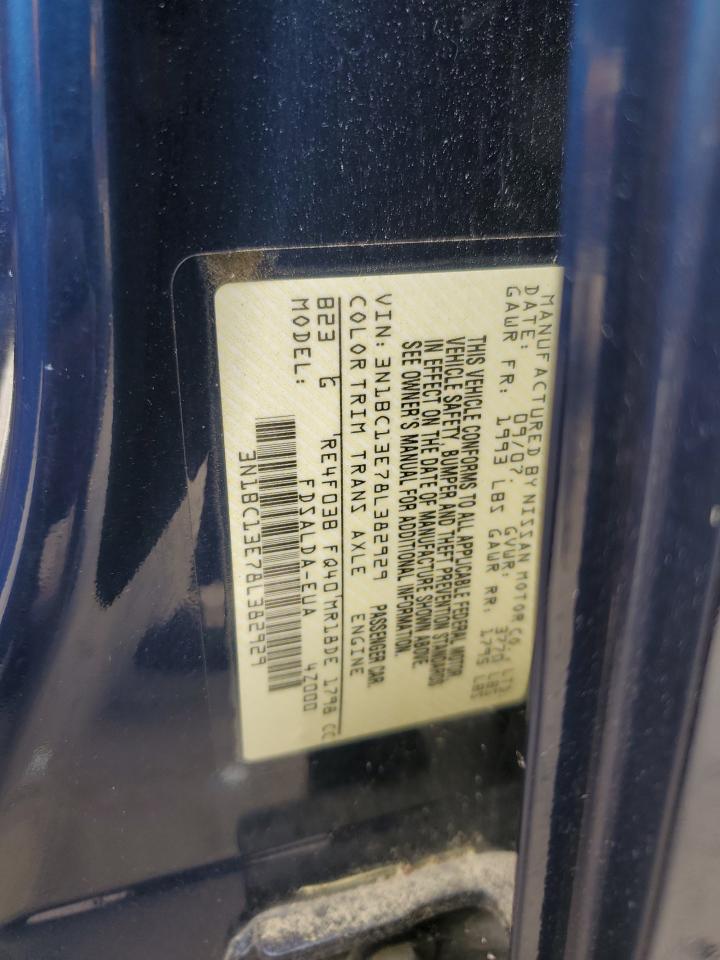 MANUFACTURED BY NISSAN MOTOR CO., LTD.
DATE: 09/07 GVWR: 3770 LBS
GAWR FR: 1993 LBS GAWR RR: 1795 LBS
THIS VEHICLE CONFORMS TO ALL APPLICABLE FEDERAL MOTOR
VEHICLE SAFETY, BUMPER AND THEFT PREVENTION STANDARDS
IN EFFECT ON THE DATE OF MANUFACTURE SHOWN ABOVE.
SEE OWNER'S MANUAL FOR ADDITIONAL INFORMATION.
VIN: 3N1BC13E78L382929 PASSENGER CAR
COLOR TRIM TRANS AXLE ENGINE
B23 G RE4F03B FQ40 MR18DE 1798 CC
MODEL: FDSALDA-EUA 4Z000
3N1BC13E78L382929